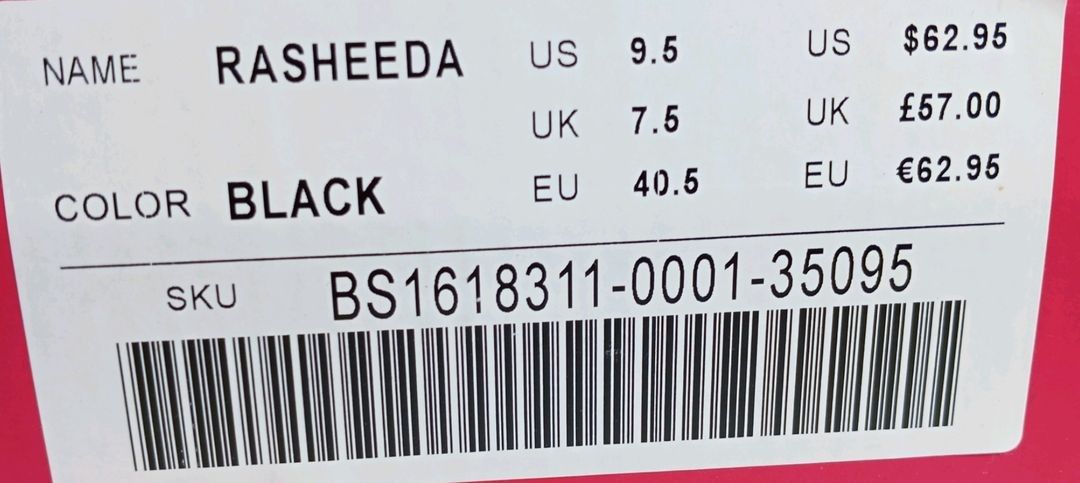 NAME RASHEEDA US 9.5 US $62.95
UK 7.5 UK £57.00
COLOR BLACK EU 40.5 EU €62.95
SKU BS1618311-0001-35095